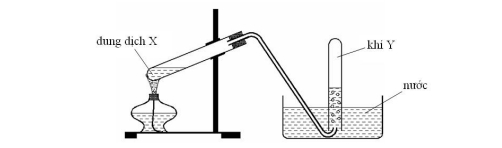 dung dịch X
khí Y
nước